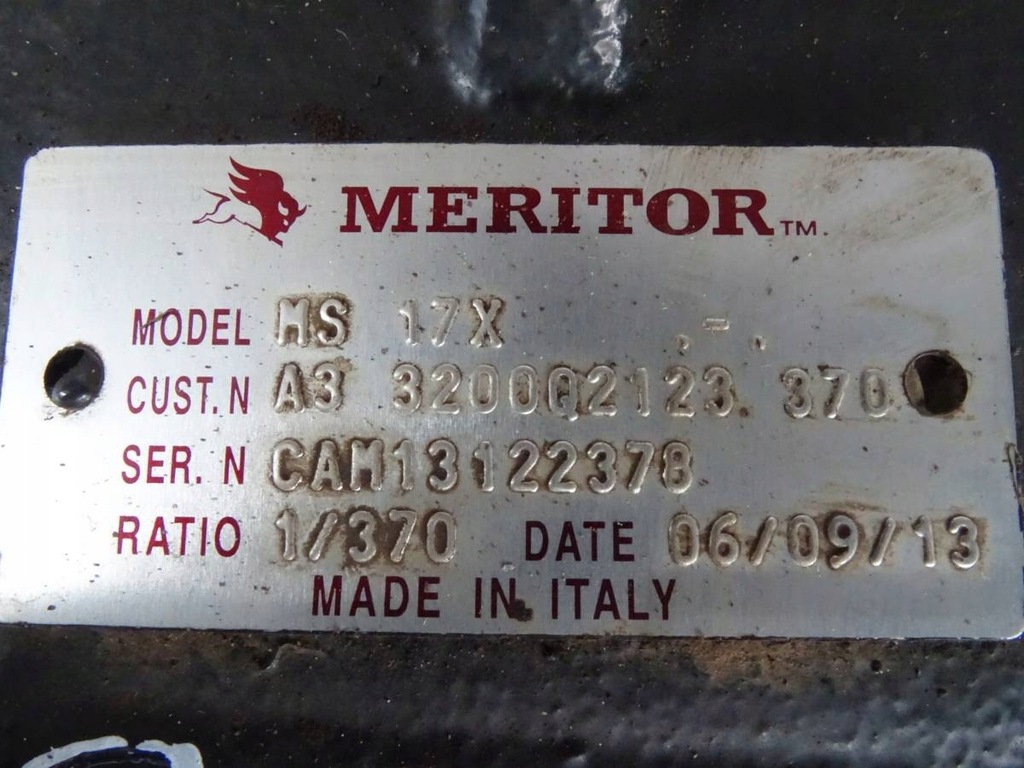 MERITOR™
MODEL MS 17X .-.
CUST. N A3 3200Q2123. 370
SER. N CAM13122378
RATIO 1/370 DATE 06/09/13
MADE IN ITALY